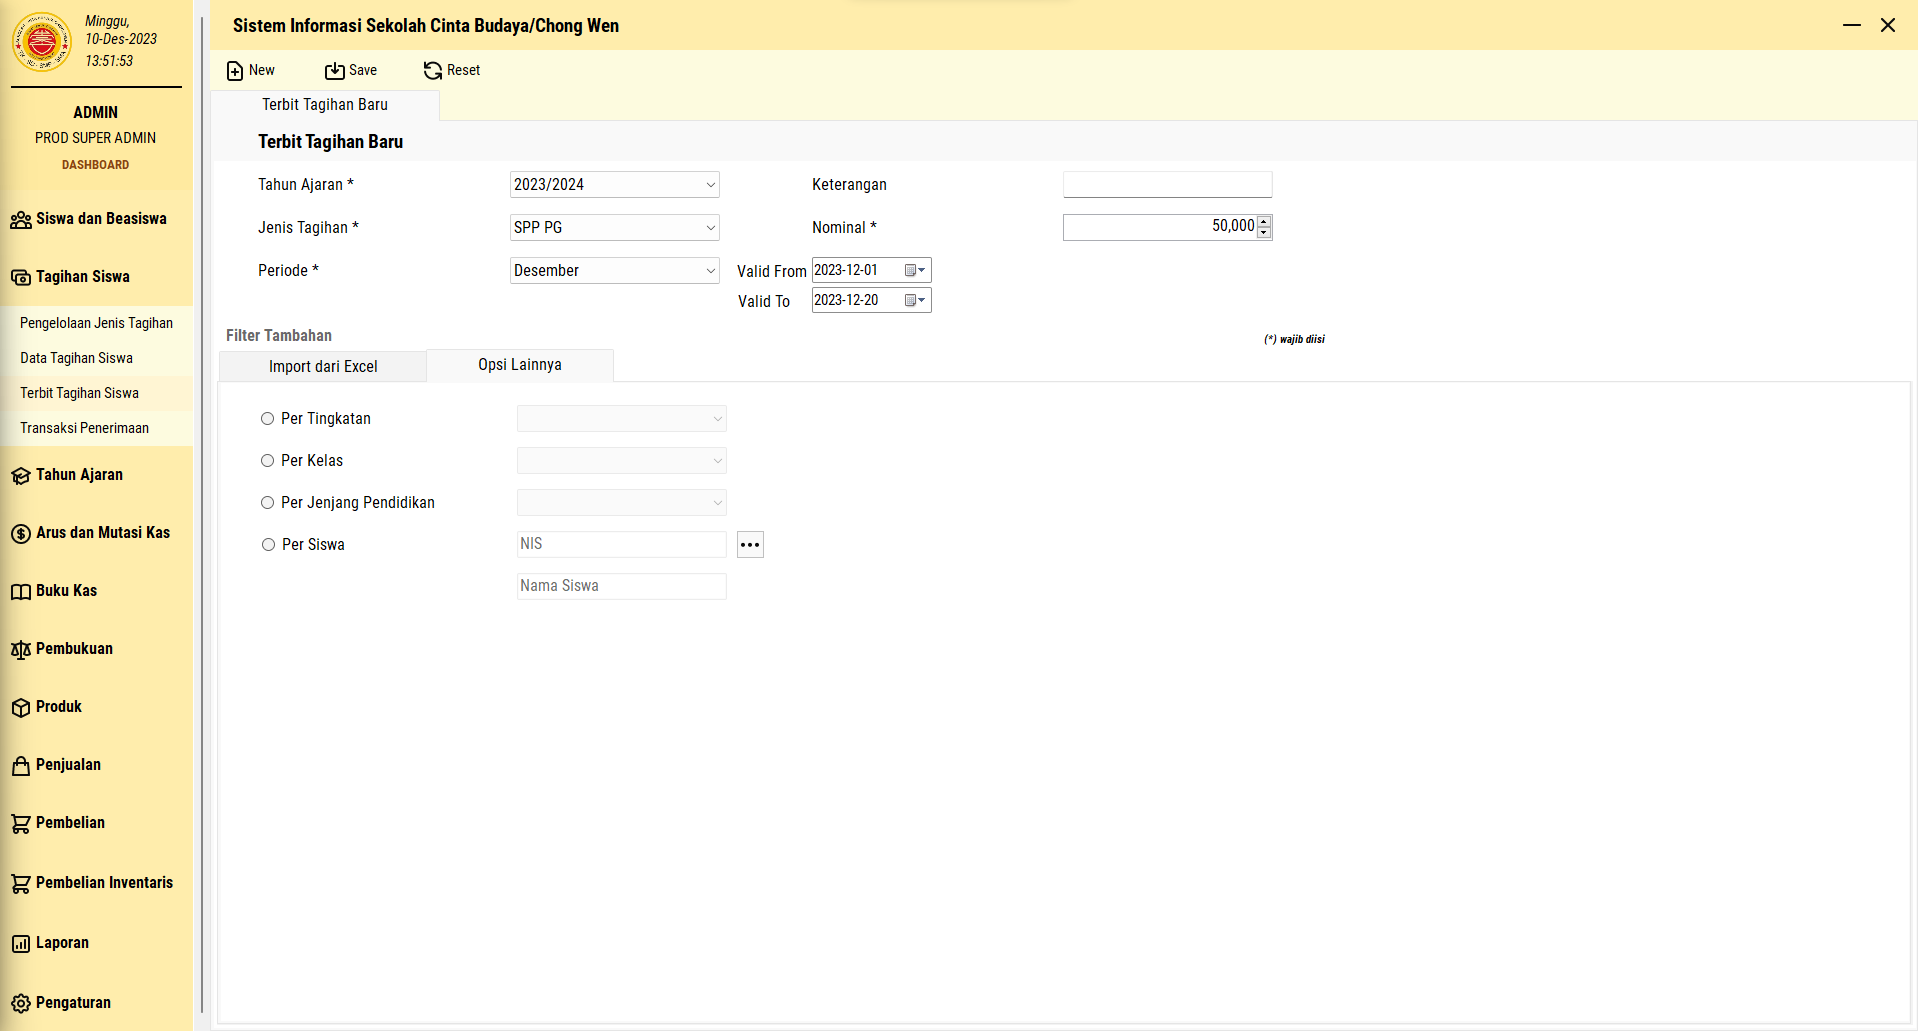 Minggu,
10-Des-2023
13:51:53
ADMIN
PROD SUPER ADMIN
DASHBOARD
Siswa dan Beasiswa
Tagihan Siswa
Pengelolaan Jenis Tagihan
Data Tagihan Siswa
Terbit Tagihan Siswa
Transaksi Penerimaan
Tahun Ajaran
Arus dan Mutasi Kas
Buku Kas
Pembukuan
Produk
Penjualan
Pembelian
Pembelian Inventaris
Laporan
Pengaturan
Sistem Informasi Sekolah Cinta Budaya/Chong Wen
New Save Reset
Terbit Tagihan Baru
Terbit Tagihan Baru
Tahun Ajaran * 2023/2024 Keterangan
Jenis Tagihan * SPP PG Nominal * 50,000
Periode * Desember Valid From 2023-12-01
Valid To 2023-12-20
Filter Tambahan (*) wajib diisi
Import dari Excel Opsi Lainnya
Per Tingkatan
Per Kelas
Per Jenjang Pendidikan
Per Siswa NIS
Nama Siswa